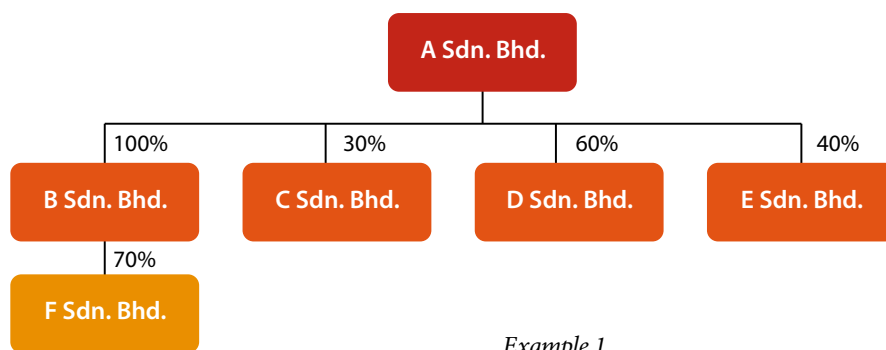 A Sdn. Bhd.
100%
30%
60%
40%
B Sdn. Bhd.
C Sdn. Bhd.
D Sdn. Bhd.
E Sdn. Bhd.
70%
F Sdn. Bhd.
Example 1